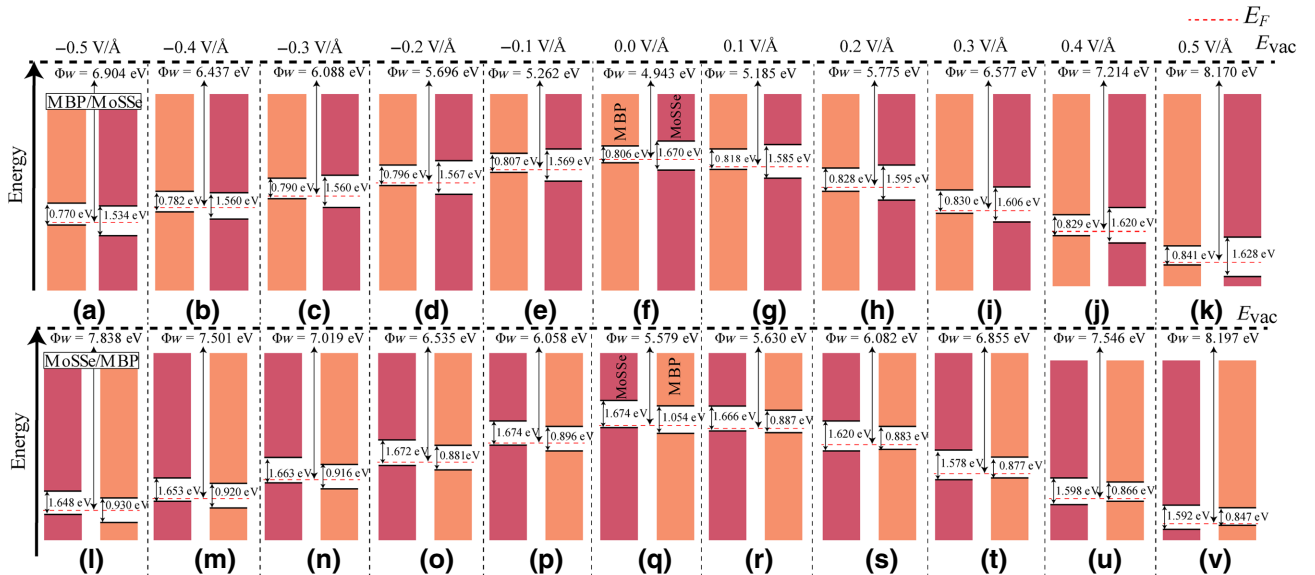 E_F
−0.5 V/Å −0.4 V/Å −0.3 V/Å −0.2 V/Å −0.1 V/Å 0.0 V/Å 0.1 V/Å 0.2 V/Å 0.3 V/Å 0.4 V/Å 0.5 V/Å E_vac
Φw = 6.904 eV Φw = 6.437 eV Φw = 6.088 eV Φw = 5.696 eV Φw = 5.262 eV Φw = 4.943 eV Φw = 5.185 eV Φw = 5.775 eV Φw = 6.577 eV Φw = 7.214 eV Φw = 8.170 eV
MBP/MoSSe MBP MoSSe
Energy
0.770 eV 1.534 eV 0.782 eV 1.560 eV 0.790 eV 1.560 eV 0.796 eV 1.567 eV 0.807 eV 1.569 eV 0.806 eV 1.670 eV 0.818 eV 1.585 eV 0.828 eV 1.595 eV 0.830 eV 1.606 eV 0.829 eV 1.620 eV 0.841 eV 1.628 eV
(a) (b) (c) (d) (e) (f) (g) (h) (i) (j) (k)
E_vac
Φw = 7.838 eV Φw = 7.501 eV Φw = 7.019 eV Φw = 6.535 eV Φw = 6.058 eV Φw = 5.579 eV Φw = 5.630 eV Φw = 6.082 eV Φw = 6.855 eV Φw = 7.546 eV Φw = 8.197 eV
MoSSe/MBP MoSSe MBP
Energy
1.648 eV 0.930 eV 1.653 eV 0.920 eV 1.663 eV 0.916 eV 1.672 eV 0.881eV 1.674 eV 0.896 eV 1.674 eV 1.054 eV 1.666 eV 0.887 eV 1.620 eV 0.883 eV 1.578 eV 0.877 eV 1.598 eV 0.866 eV 1.592 eV 0.847 eV
(l) (m) (n) (o) (p) (q) (r) (s) (t) (u) (v)